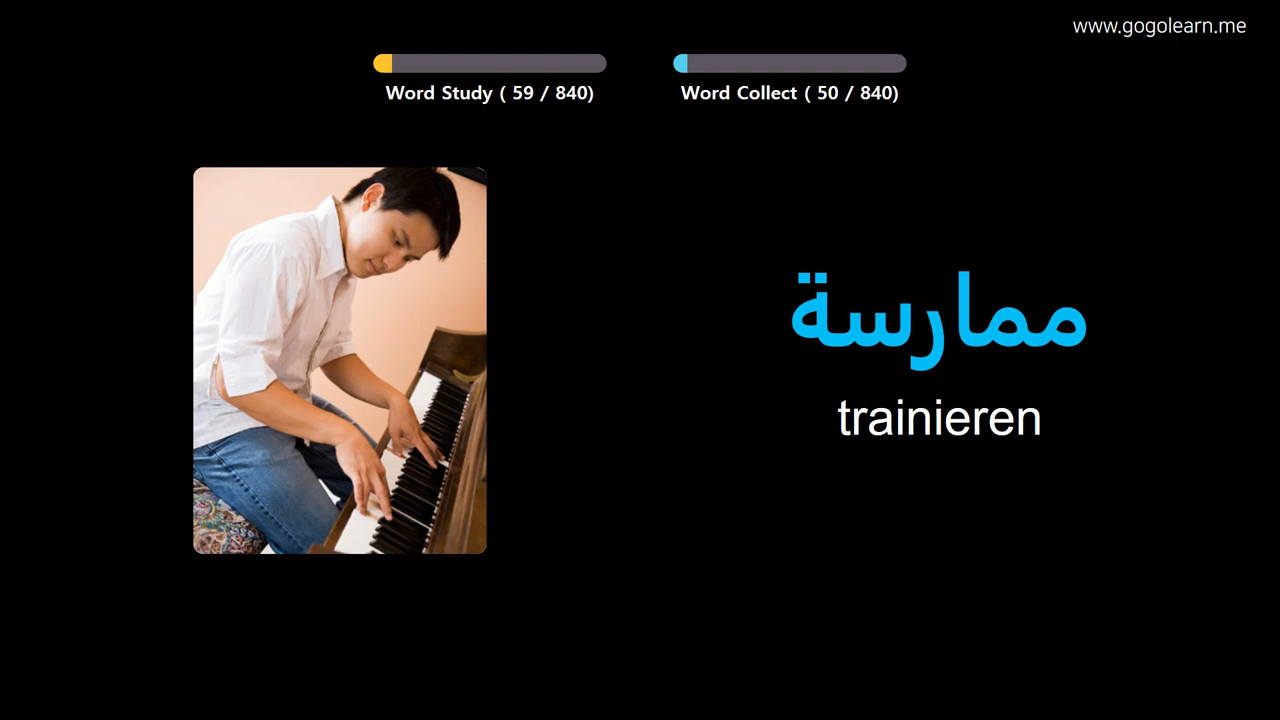 www.gogolearn.me
Word Study ( 59 / 840)
Word Collect ( 50 / 840)
ممارسة
trainieren